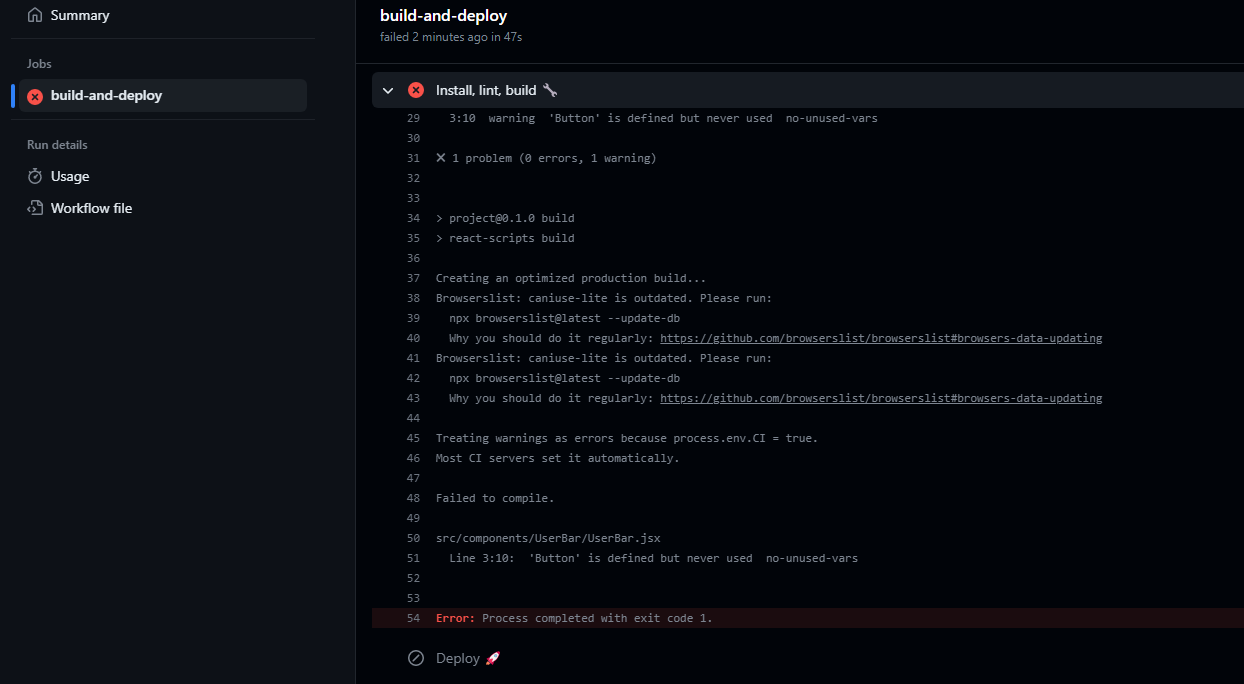 Summary
Jobs
build-and-deploy
Run details
Usage
Workflow file
build-and-deploy
failed 2 minutes ago in 47s
Install, lint, build
29 3:10 warning 'Button' is defined but never used no-unused-vars
30
31 ✕ 1 problem (0 errors, 1 warning)
32
33
34 > project@0.1.0 build
35 > react-scripts build
36
37 Creating an optimized production build...
38 Browserslist: caniuse-lite is outdated. Please run:
39 npx browserslist@latest --update-db
40 Why you should do it regularly: https://github.com/browserslist/browserslist#browsers-data-updating
41 Browserslist: caniuse-lite is outdated. Please run:
42 npx browserslist@latest --update-db
43 Why you should do it regularly: https://github.com/browserslist/browserslist#browsers-data-updating
44
45 Treating warnings as errors because process.env.CI = true.
46 Most CI servers set it automatically.
47
48 Failed to compile.
49
50 src/components/UserBar/UserBar.jsx
51 Line 3:10: 'Button' is defined but never used no-unused-vars
52
53
54 Error: Process completed with exit code 1.
Deploy